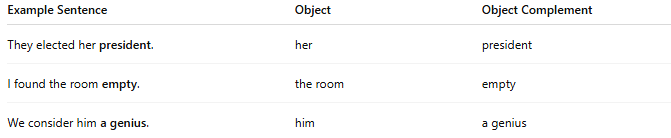 Example Sentence Object Object Complement
They elected her president. her president
I found the room empty. the room empty
We consider him a genius. him a genius